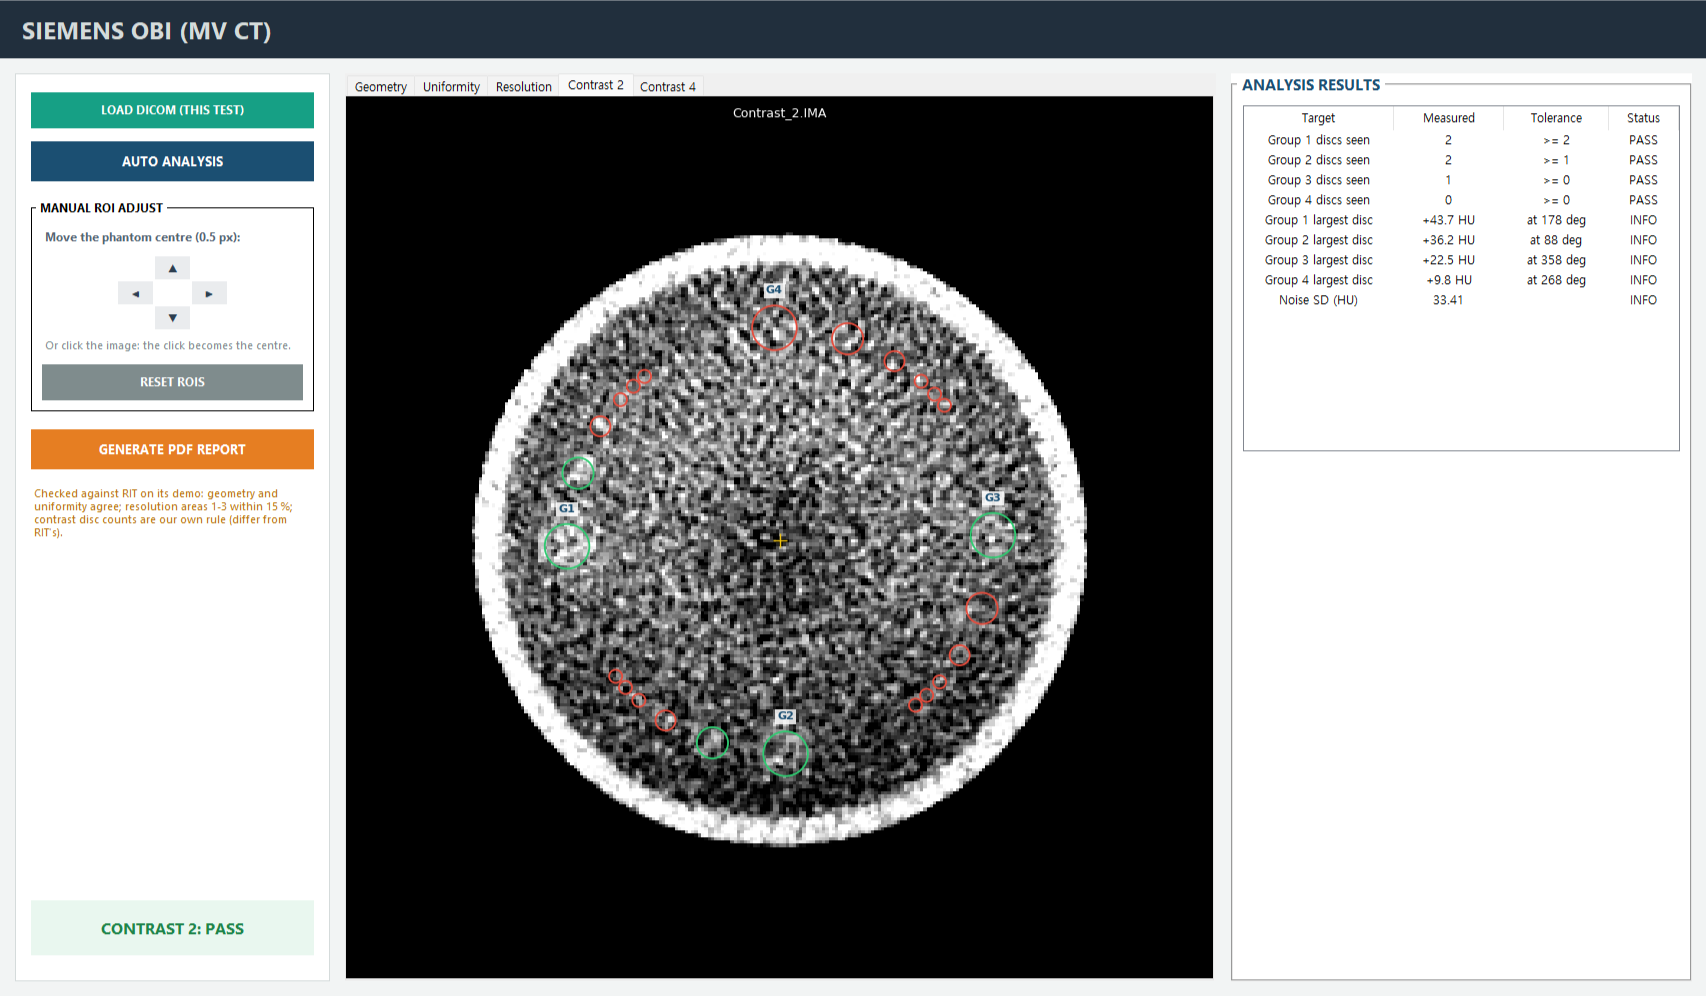 SIEMENS OBI (MV CT)
LOAD DICOM (THIS TEST)
AUTO ANALYSIS
MANUAL ROI ADJUST
Move the phantom centre (0.5 px):
▲
◄ ►
▼
Or click the image: the click becomes the centre.
RESET ROIS
GENERATE PDF REPORT
Checked against RIT on its demo: geometry and
uniformity agree; resolution areas 1-3 within 15 %;
contrast disc counts are our own rule (differ from
RIT's).
CONTRAST 2: PASS
Geometry Uniformity Resolution Contrast 2 Contrast 4
Contrast_2.IMA
G4
G3
G1
G2
ANALYSIS RESULTS
Target Measured Tolerance Status
Group 1 discs seen 2 >= 2 PASS
Group 2 discs seen 2 >= 1 PASS
Group 3 discs seen 1 >= 0 PASS
Group 4 discs seen 0 >= 0 PASS
Group 1 largest disc +43.7 HU at 178 deg INFO
Group 2 largest disc +36.2 HU at 88 deg INFO
Group 3 largest disc +22.5 HU at 358 deg INFO
Group 4 largest disc +9.8 HU at 268 deg INFO
Noise SD (HU) 33.41 INFO